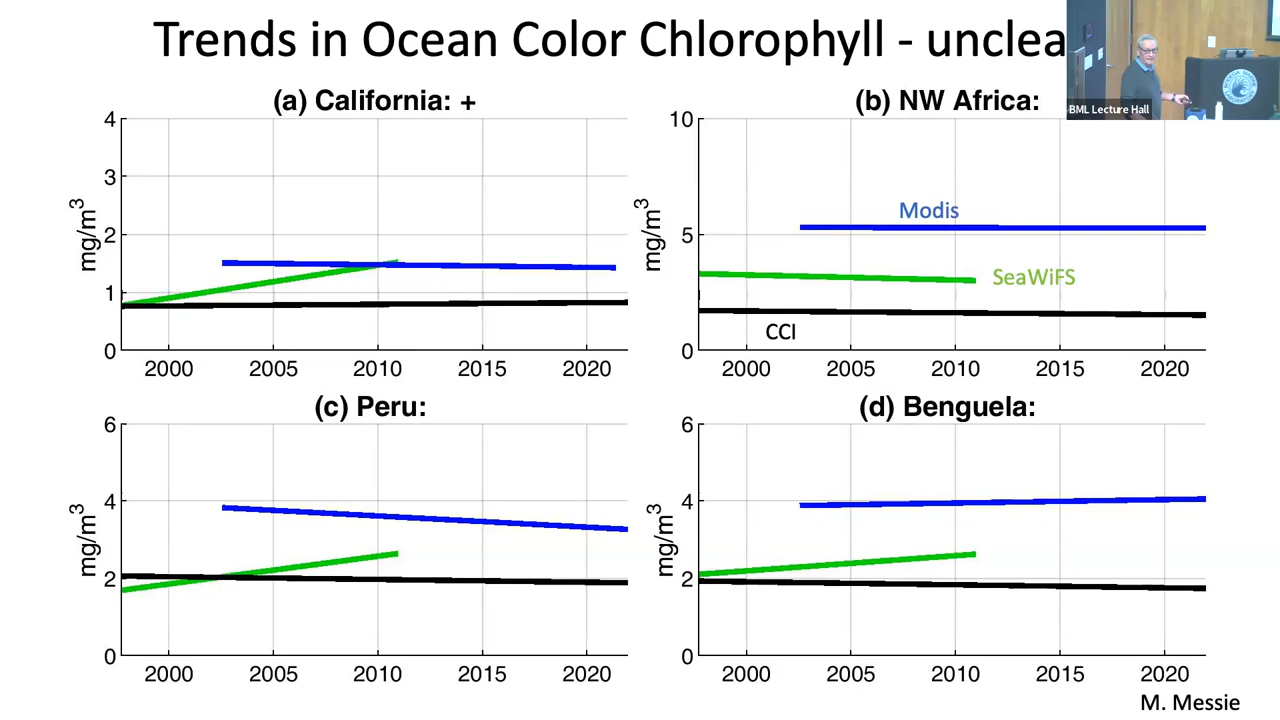 Trends in Ocean Color Chlorophyll - unclea
BML Lecture Hall
(a) California: +
4
3
2
1
0
mg/m3
2000 2005 2010 2015 2020
(b) NW Africa:
10
5
0
mg/m3
Modis
SeaWiFS
CCI
2000 2005 2010 2015 2020
(c) Peru:
6
4
2
0
mg/m3
2000 2005 2010 2015 2020
(d) Benguela:
6
4
2
0
mg/m3
2000 2005 2010 2015 2020
M. Messie